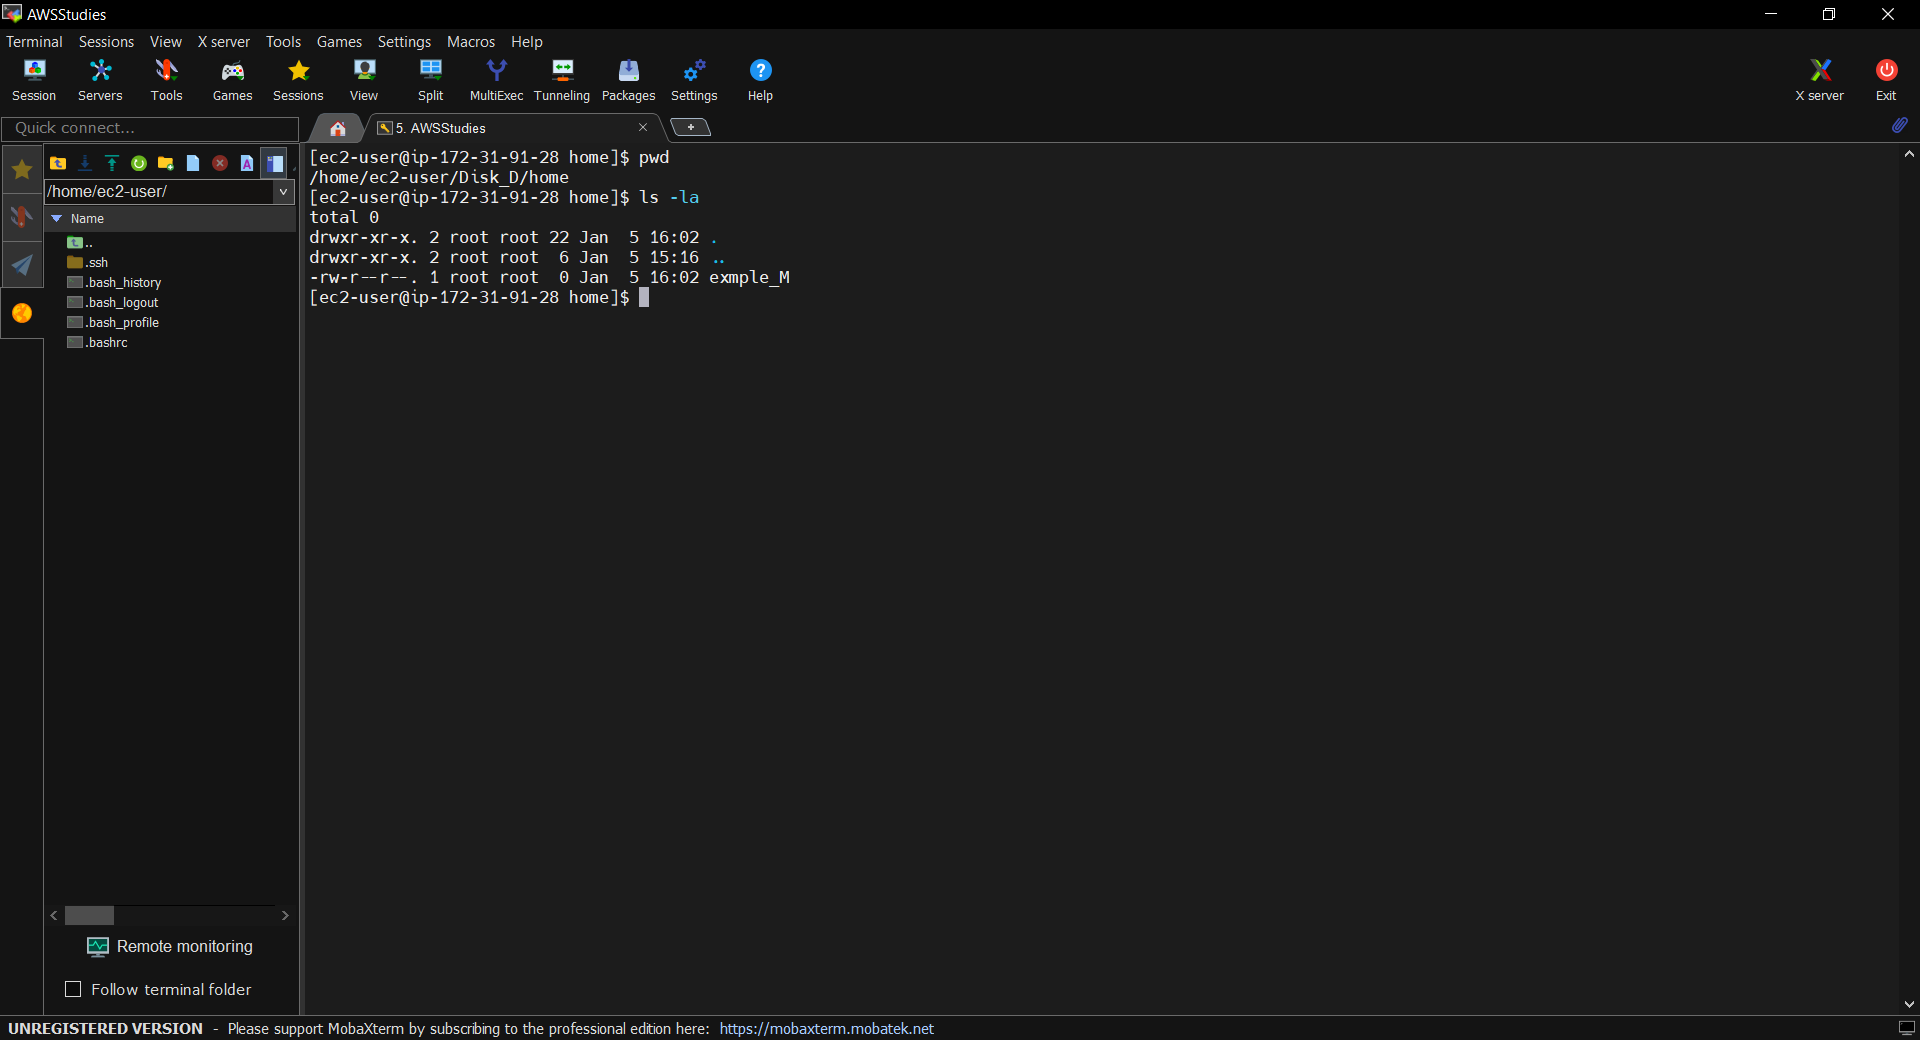 AWSStudies
Terminal Sessions View X server Tools Games Settings Macros Help
Session Servers Tools Games Sessions View Split MultiExec Tunneling Packages Settings Help X server Exit
Quick connect...
5. AWSStudies
/home/ec2-user/
Name
..
.ssh
.bash_history
.bash_logout
.bash_profile
.bashrc
[ec2-user@ip-172-31-91-28 home]$ pwd
/home/ec2-user/Disk_D/home
[ec2-user@ip-172-31-91-28 home]$ ls -la
total 0
drwxr-xr-x. 2 root root 22 Jan  5 16:02 .
drwxr-xr-x. 2 root root  6 Jan  5 15:16 ..
-rw-r--r--. 1 root root  0 Jan  5 16:02 exmple_M
[ec2-user@ip-172-31-91-28 home]$
Remote monitoring
Follow terminal folder
UNREGISTERED VERSION - Please support MobaXterm by subscribing to the professional edition here: https://mobaxterm.mobatek.net